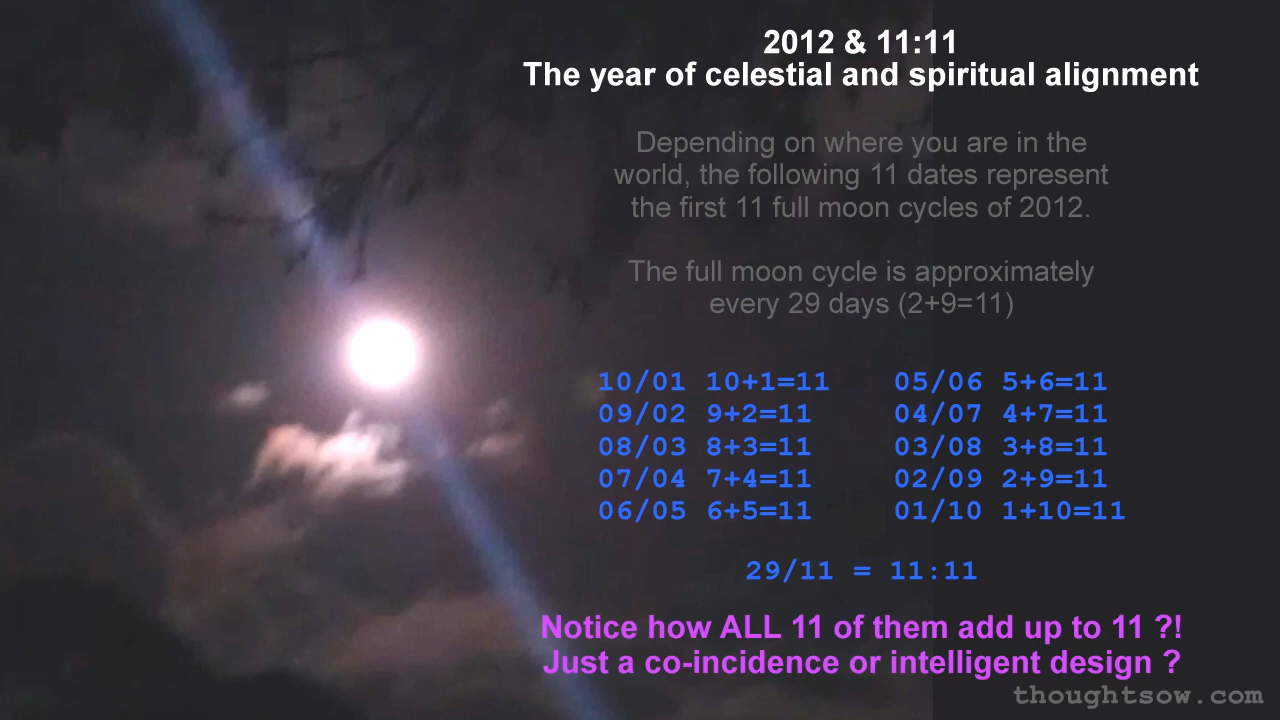 2012 & 11:11
The year of celestial and spiritual alignment
Depending on where you are in the
world, the following 11 dates represent
the first 11 full moon cycles of 2012.
The full moon cycle is approximately
every 29 days (2+9=11)
10/01 10+1=11
09/02 9+2=11
08/03 8+3=11
07/04 7+4=11
06/05 6+5=11
05/06 5+6=11
04/07 4+7=11
03/08 3+8=11
02/09 2+9=11
01/10 1+10=11
29/11 = 11:11
Notice how ALL 11 of them add up to 11 ?!
Just a co-incidence or intelligent design ?
thoughtsow.com